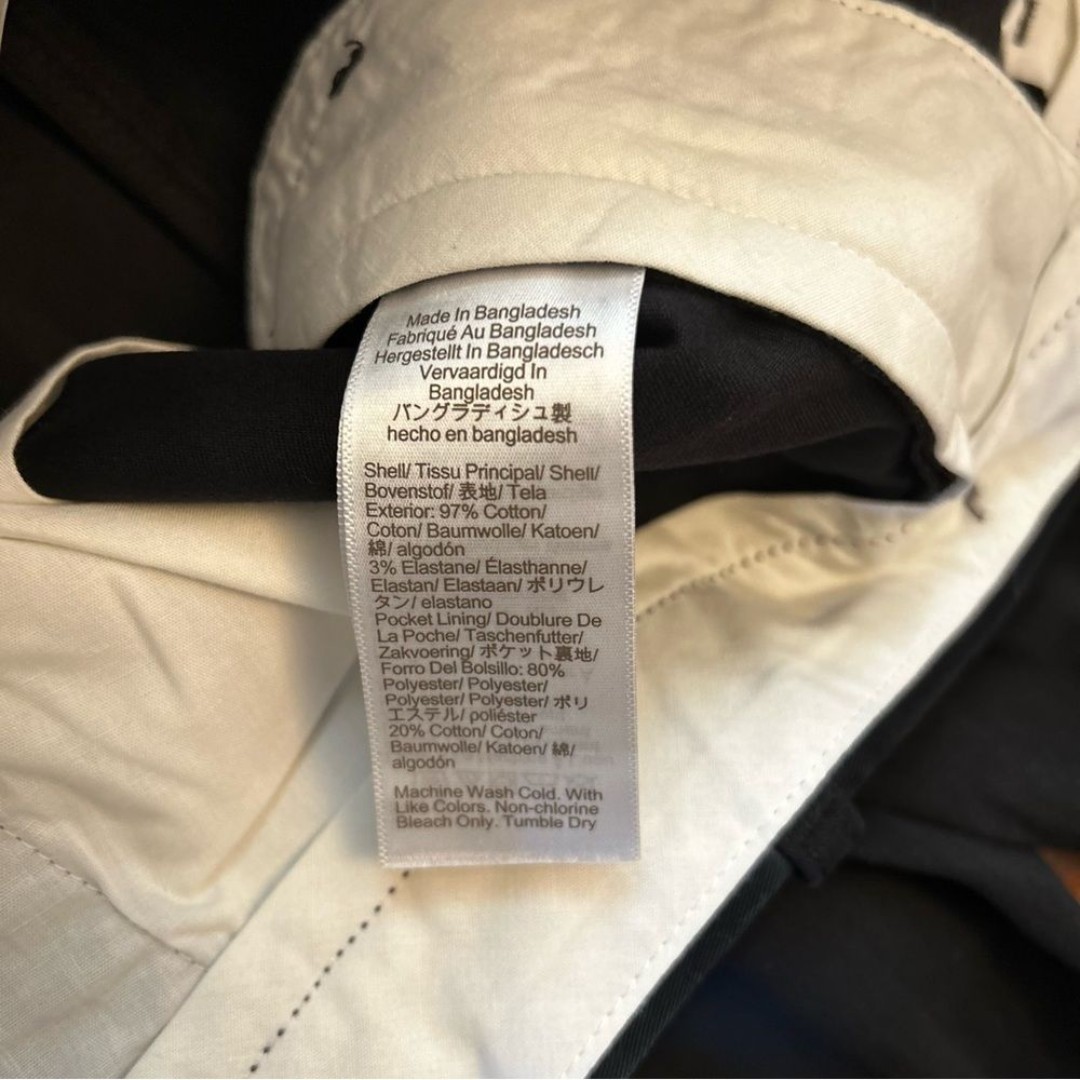 Made In Bangladesh
Fabriqué Au Bangladesh
Hergestellt In Bangladesch
Vervaardigd In
Bangladesh
バングラディシュ製
hecho en bangladesh
Shell/ Tissu Principal/ Shell/
Bovenstof/ 表地/ Tela
Exterior: 97% Cotton/
Coton/ Baumwolle/ Katoen/
綿/ algodón
3% Elastane/ Élasthanne/
Elastan/ Elastaan/ ポリウレ
タン/ elastano
Pocket Lining/ Doublure De
La Poche/ Taschenfutter/
Zakvoering/ ポケット裏地/
Forro Del Bolsillo: 80%
Polyester/ Polyester/
Polyester/ Polyester/ ポリ
エステル/ poliéster
20% Cotton/ Coton/
Baumwolle/ Katoen/ 綿/
algodón
Machine Wash Cold. With
Like Colors. Non-chlorine
Bleach Only. Tumble Dry